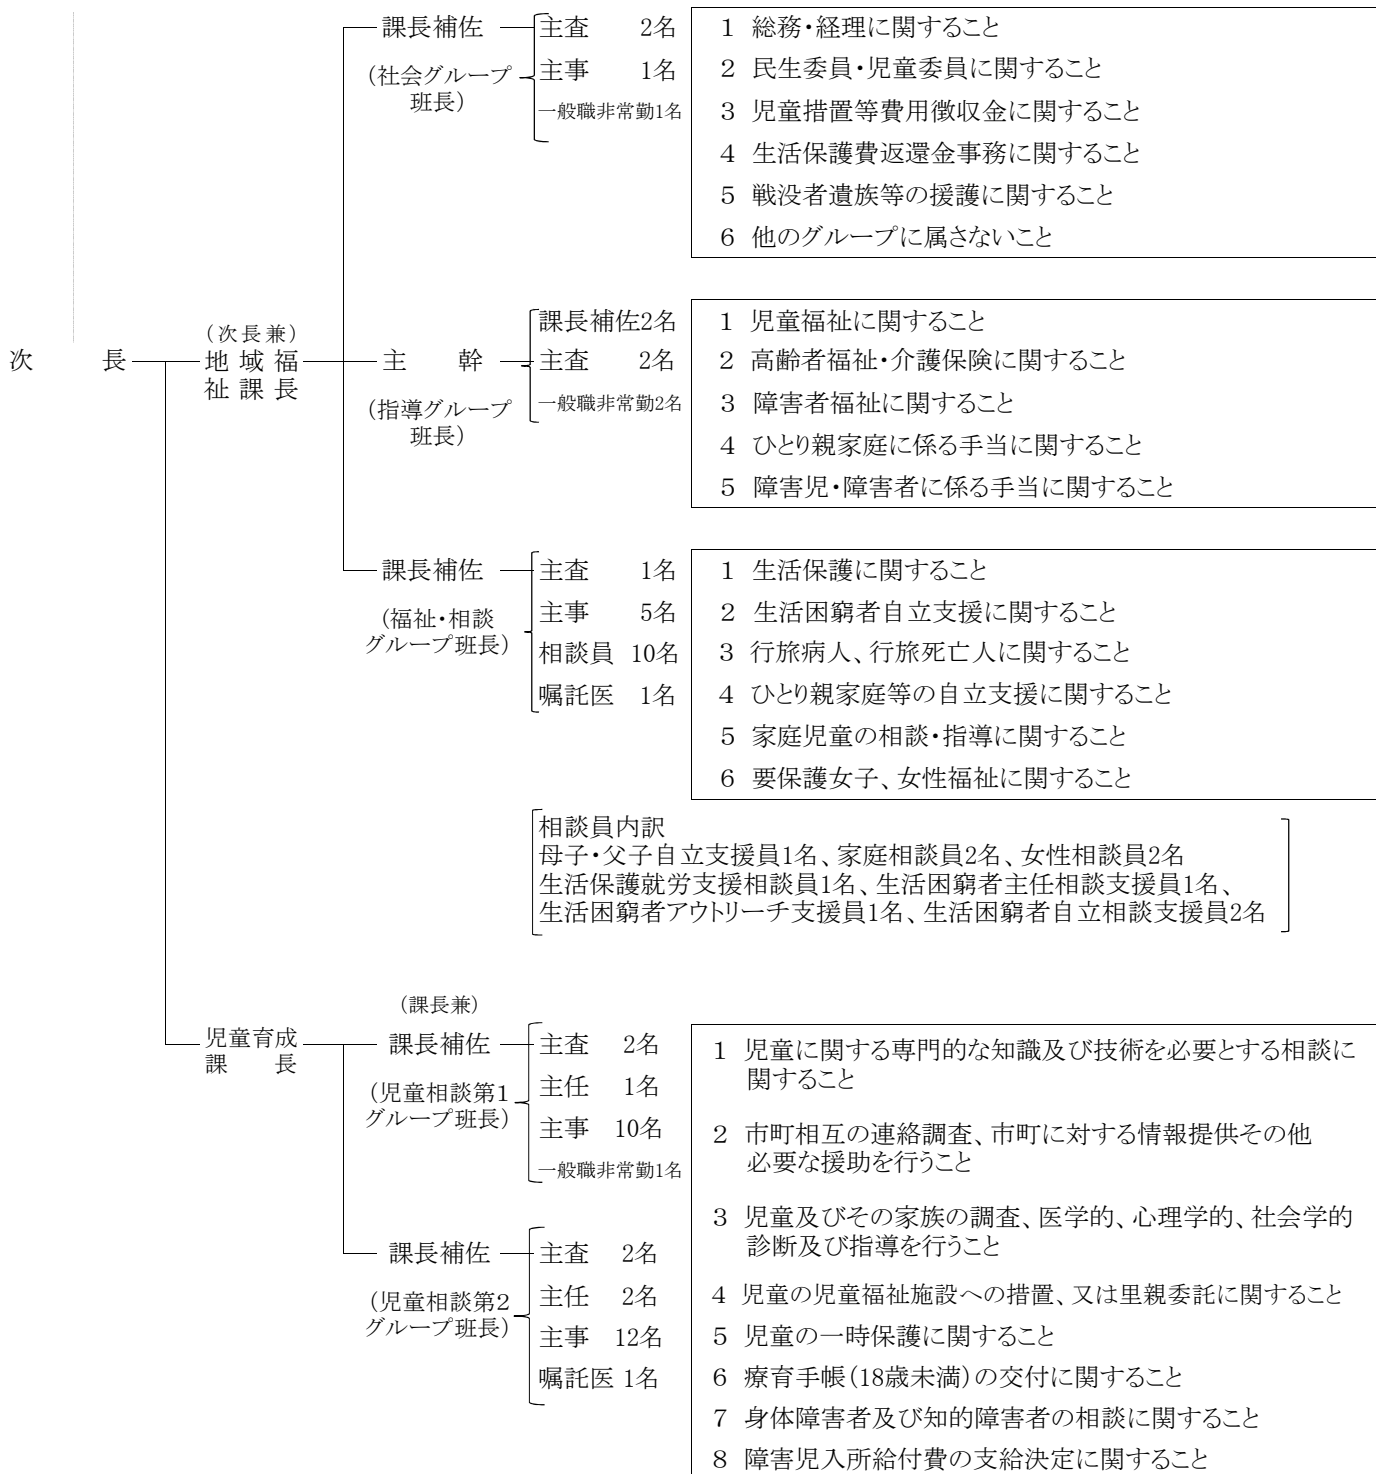 課長補佐 主査 2名
(社会グループ 主事 1名
班長) 一般職非常勤1名
1 総務・経理に関すること
2 民生委員・児童委員に関すること
3 児童措置等費用徴収金に関すること
4 生活保護費返還金事務に関すること
5 戦没者遺族等の援護に関すること
6 他のグループに属さないこと
次 長
(次長兼)
地域福
祉課長
主 幹
(指導グループ
班長)
課長補佐2名
主査 2名
一般職非常勤2名
1 児童福祉に関すること
2 高齢者福祉・介護保険に関すること
3 障害者福祉に関すること
4 ひとり親家庭に係る手当に関すること
5 障害児・障害者に係る手当に関すること
課長補佐
(福祉・相談
グループ班長)
主査 1名
主事 5名
相談員 10名
嘱託医 1名
1 生活保護に関すること
2 生活困窮者自立支援に関すること
3 行旅病人、行旅死亡人に関すること
4 ひとり親家庭等の自立支援に関すること
5 家庭児童の相談・指導に関すること
6 要保護女子、女性福祉に関すること
相談員内訳
母子・父子自立支援員1名、家庭相談員2名、女性相談員2名
生活保護就労支援相談員1名、生活困窮者主任相談支援員1名、
生活困窮者アウトリーチ支援員1名、生活困窮者自立相談支援員2名
児童育成
課 長
(課長兼)
課長補佐
(児童相談第1
グループ班長)
主査 2名
主任 1名
主事 10名
一般職非常勤1名
課長補佐
(児童相談第2
グループ班長)
主査 2名
主任 2名
主事 12名
嘱託医 1名
1 児童に関する専門的な知識及び技術を必要とする相談に
関すること
2 市町相互の連絡調査、市町に対する情報提供その他
必要な援助を行うこと
3 児童及びその家族の調査、医学的、心理学的、社会学的
診断及び指導を行うこと
4 児童の児童福祉施設への措置、又は里親委託に関すること
5 児童の一時保護に関すること
6 療育手帳(18歳未満)の交付に関すること
7 身体障害者及び知的障害者の相談に関すること
8 障害児入所給付費の支給決定に関すること